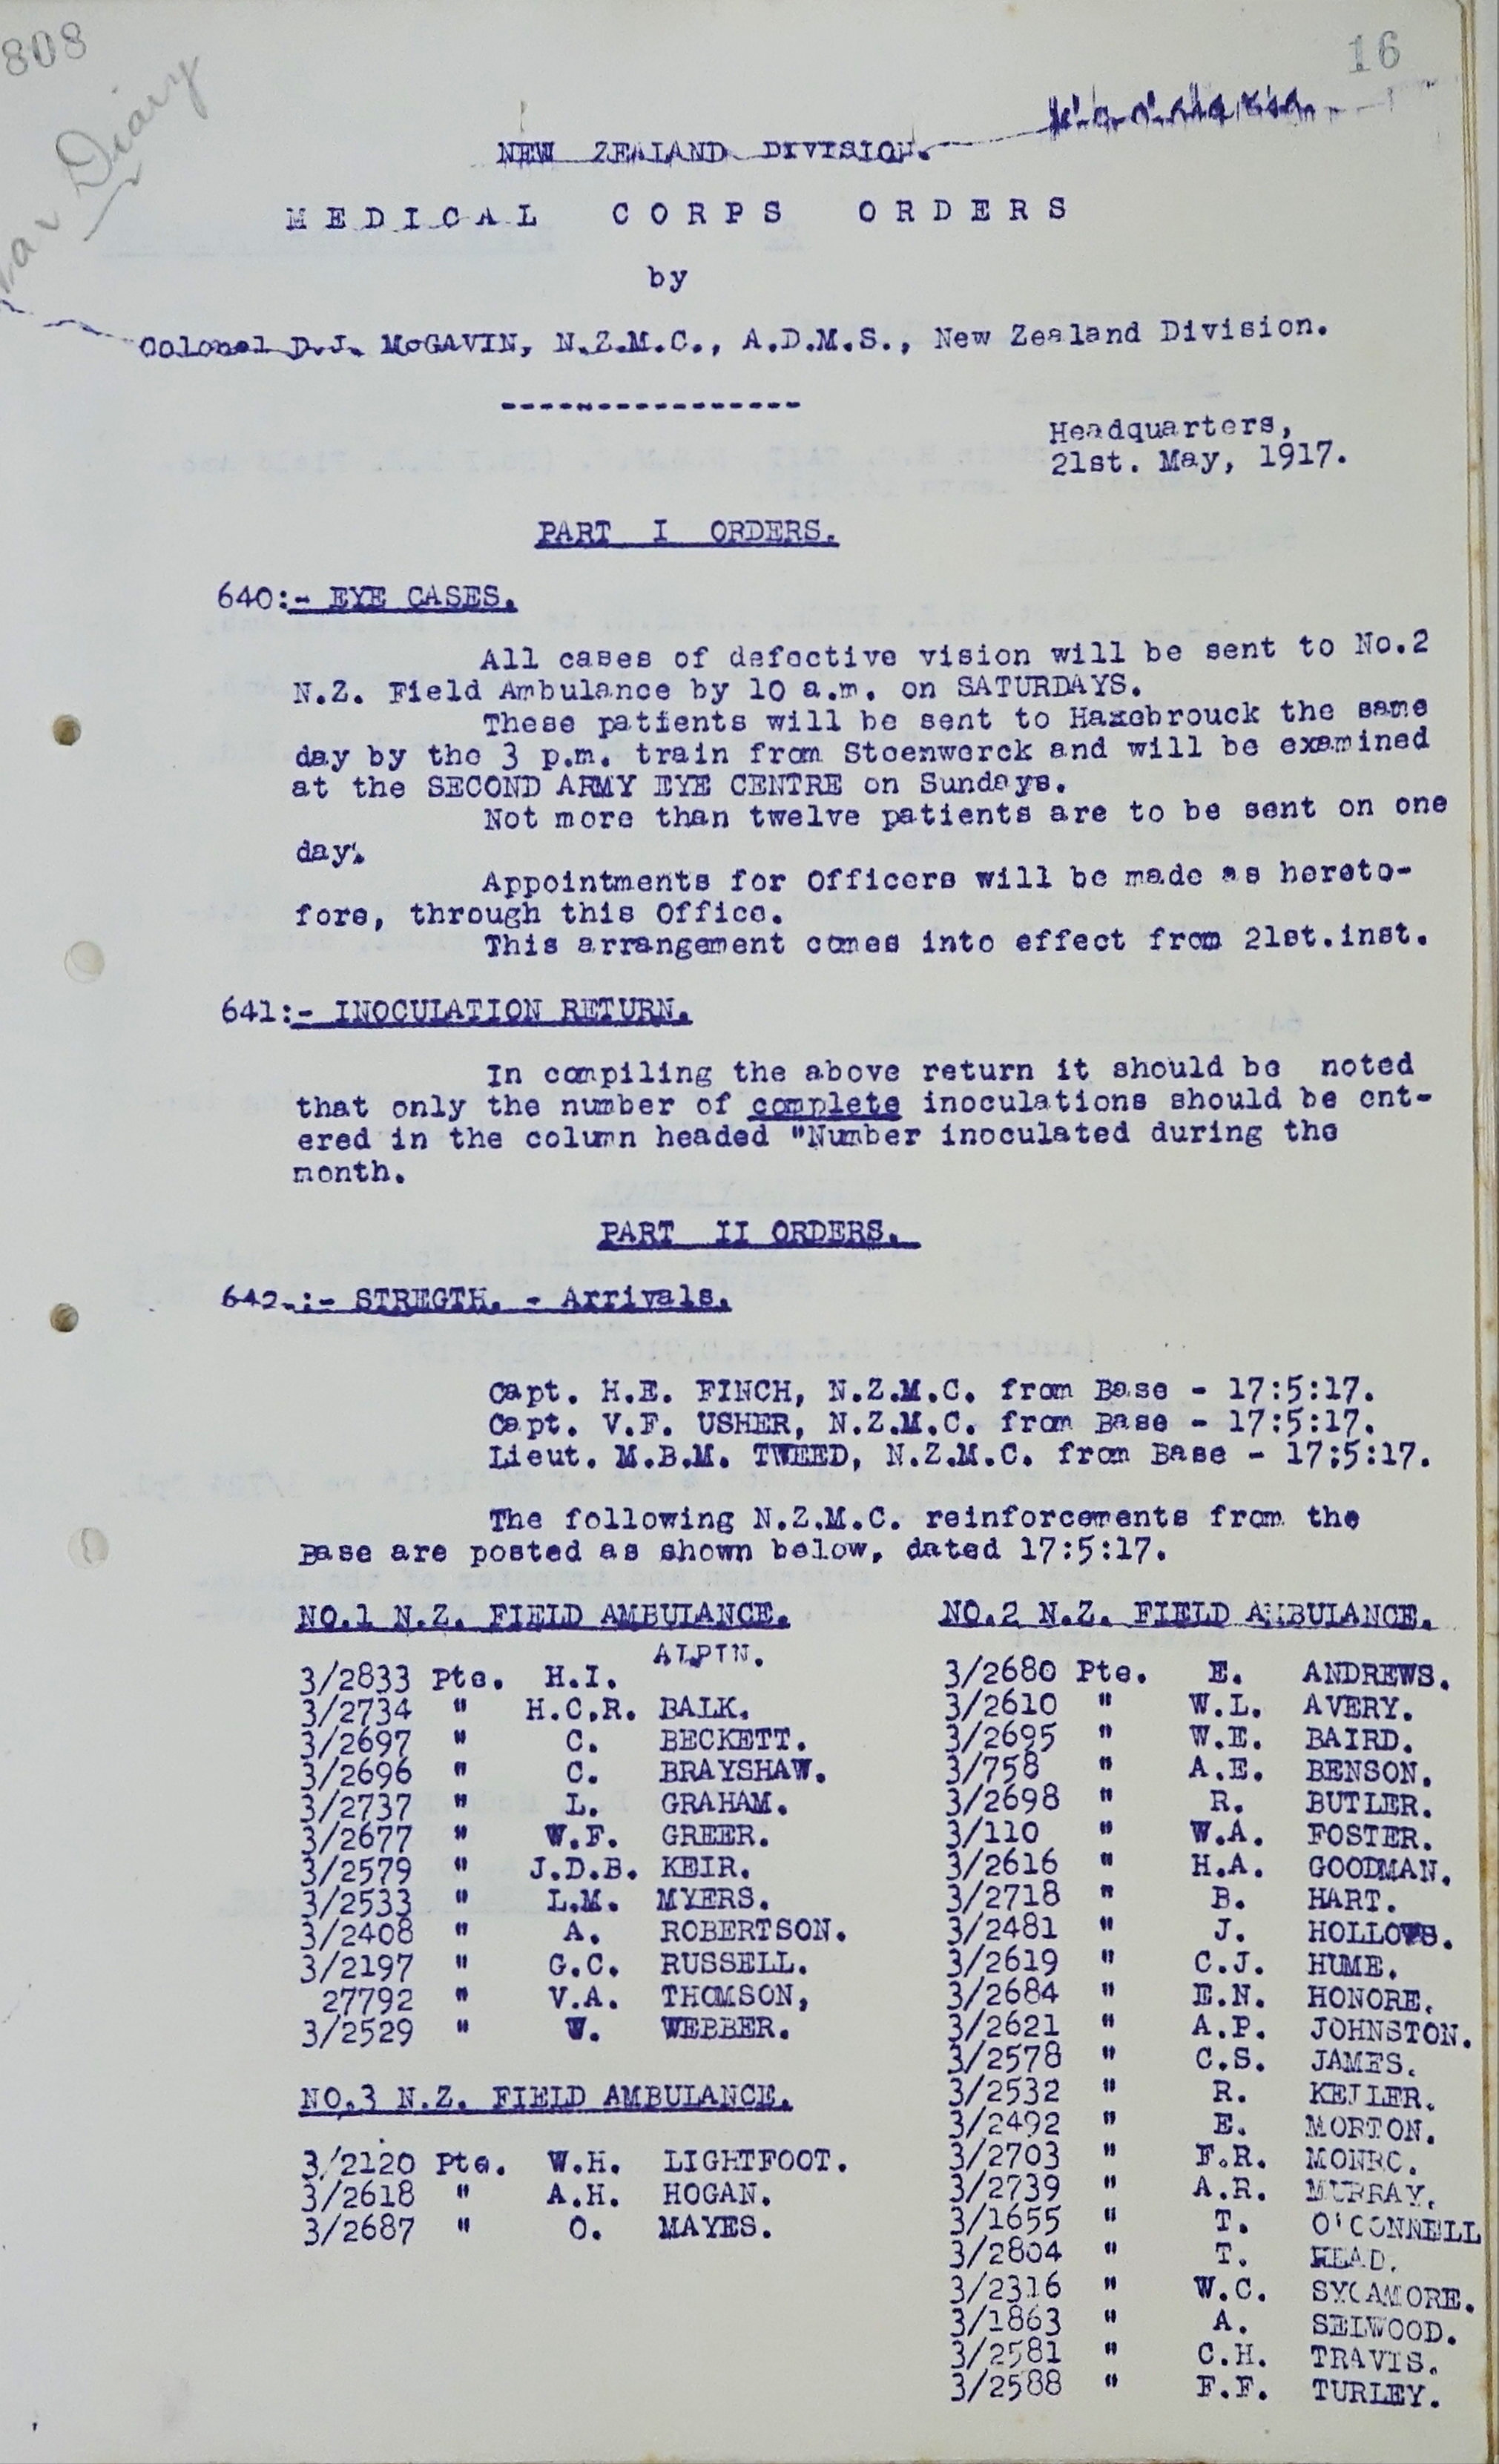 808
16
War Diary
NEW ZEALAND DIVISION.
MEDICAL CORPS ORDERS
by
Colonel D.J. McGAVIN, N.Z.M.C., A.D.M.S., New Zealand Division.
-----------------
Headquarters,
21st. May, 1917.
PART I ORDERS.
640:- EYE CASES.
All cases of defective vision will be sent to No.2
N.Z. Field Ambulance by 10 a.m. on SATURDAYS.
These patients will be sent to Hazebrouck the same
day by the 3 p.m. train from Steenwerck and will be examined
at the SECOND ARMY EYE CENTRE on Sundays.
Not more than twelve patients are to be sent on one
day.
Appointments for Officers will be made as hereto-
fore, through this Office.
This arrangement comes into effect from 21st.inst.
641:- INOCULATION RETURN.
In compiling the above return it should be noted
that only the number of complete inoculations should be ent-
ered in the column headed "Number inoculated during the
month.
PART II ORDERS.
642.:- STREGTH. - Arrivals.
Capt. H.E. FINCH, N.Z.M.C. from Base - 17:5:17.
Capt. V.F. USHER, N.Z.M.C. from Base - 17:5:17.
Lieut. M.B.M. TWEED, N.Z.M.C. from Base - 17:5:17.
The following N.Z.M.C. reinforcements from the
Base are posted as shown below, dated 17:5:17.
NO.1 N.Z. FIELD AMBULANCE.
3/2833 Pte. H.I. ALPIN.
3/2734 " H.C.R. BALK.
3/2697 " C. BECKETT.
3/2696 " C. BRAYSHAW.
3/2737 " L. GRAHAM.
3/2677 " W.F. GREER.
3/2579 " J.D.B. KEIR.
3/2533 " L.M. MYERS.
3/2408 " A. ROBERTSON.
3/2197 " G.C. RUSSELL.
27792 " V.A. THOMSON,
3/2529 " W. WEBBER.
NO.3 N.Z. FIELD AMBULANCE.
3/2120 Pte. W.H. LIGHTFOOT.
3/2618 " A.H. HOGAN.
3/2687 " O. MAYES.
NO.2 N.Z. FIELD AMBULANCE.
3/2680 Pte. E. ANDREWS.
3/2610 " W.L. AVERY.
3/2695 " W.E. BAIRD.
3/758 " A.E. BENSON.
3/2698 " R. BUTLER.
3/110 " W.A. FOSTER.
3/2616 " H.A. GOODMAN.
3/2718 " B. HART.
3/2481 " J. HOLLOWS.
3/2619 " C.J. HUME.
3/2684 " E.N. HONORE.
3/2621 " A.P. JOHNSTON.
3/2578 " C.S. JAMES.
3/2532 " R. KELLER.
3/2492 " E. MORTON.
3/2703 " F.R. MONRO.
3/2739 " A.R. MURRAY.
3/1655 " T. O'CONNELL
3/2804 " T. HEAD.
3/2316 " W.C. SYCAMORE.
3/1863 " A. SELWOOD.
3/2581 " C.H. TRAVIS.
3/2588 " F.F. TURLEY.